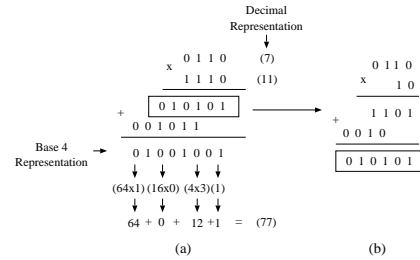 Decimal
Representation
0 1 1 0 (7)
x
1 1 1 0 (11)
0 1 0 1 0 1
+
0 0 1 0 1 1
Base 4
Representation
0 1 0 0 1 0 0 1
(64x1) (16x0) (4x3) (1)
64 + 0 + 12 +1 = (77)
(a)
0 1 1 0
x 1 0
1 1 0 1
+
0 0 1 0
0 1 0 1 0 1
(b)